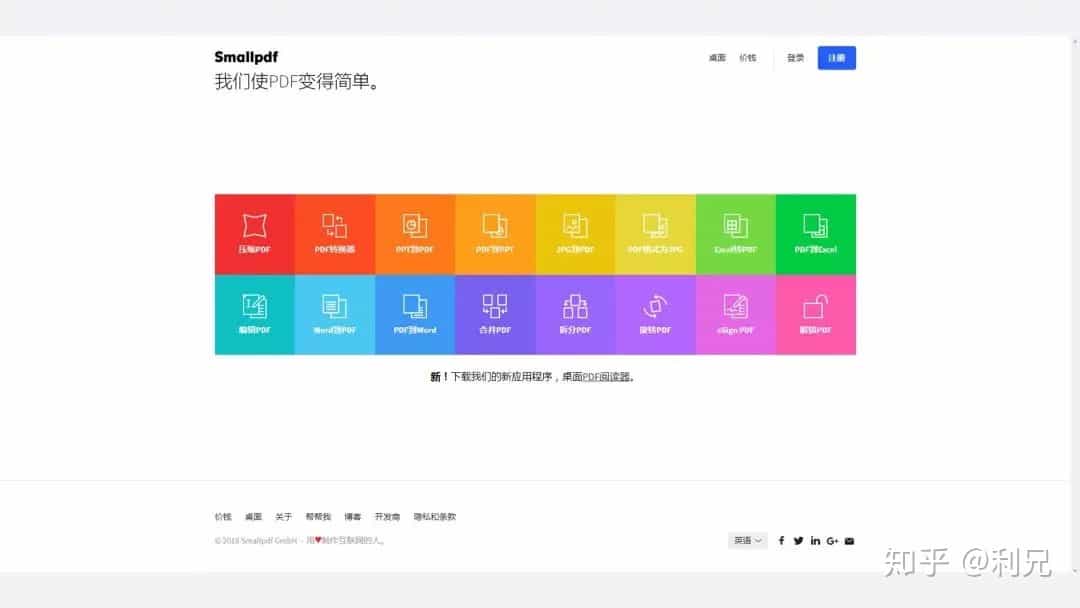 Smallpdf
桌面 价钱 登录 注册
我们使PDF变得简单。
压缩PDF PDF转换器 PPT到PDF PDF到PPT JPG到PDF PDF格式为JPG Excel转PDF PDF到Excel
编辑PDF Word到PDF PDF到Word 合并PDF 拆分PDF 旋转PDF eSign PDF 解锁PDF
新！下载我们的新应用程序，桌面PDF阅读器。
价钱 桌面 关于 帮帮我 博客 开发商 隐私和条款
Smallpdf GmbH - 用♥制作互联网的人。
英语
知乎 @利兄